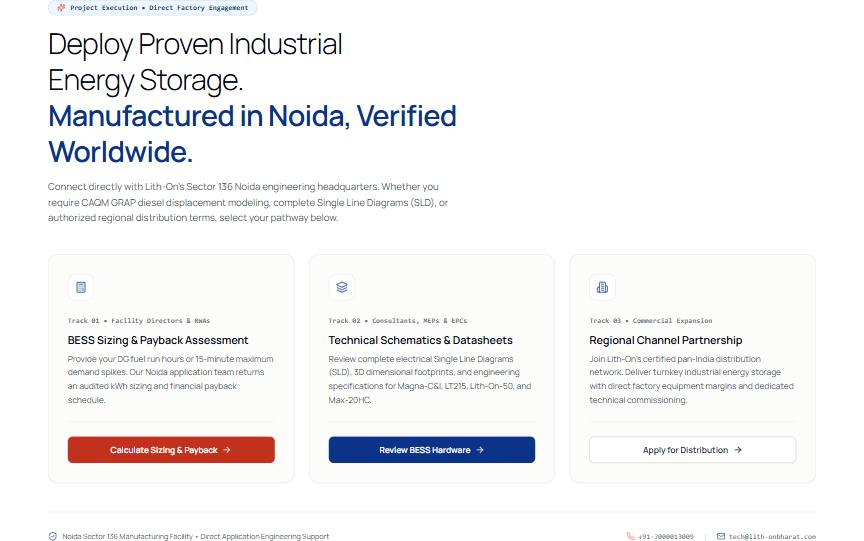 Project Execution • Direct Factory Engagement
Deploy Proven Industrial
Energy Storage.
Manufactured in Noida, Verified
Worldwide.
Connect directly with Lith-On's Sector 136 Noida engineering headquarters. Whether you
require CAQM GRAP diesel displacement modeling, complete Single Line Diagrams (SLD), or
authorized regional distribution terms, select your pathway below.
Track 01 • Facility Directors & RWAs
BESS Sizing & Payback Assessment
Provide your DG fuel run hours or 15-minute maximum
demand spikes. Our Noida application team returns
an audited kWh sizing and financial payback
schedule.
Calculate Sizing & Payback →
Track 02 • Consultants, MEPs & EPCs
Technical Schematics & Datasheets
Review complete electrical Single Line Diagrams
(SLD), 3D dimensional footprints, and engineering
specifications for Magna-C&I, LT215, Lith-On-50, and
Max-20HC.
Review BESS Hardware →
Track 03 • Commercial Expansion
Regional Channel Partnership
Join Lith-On's certified pan-India distribution
network. Deliver turnkey industrial energy storage
with direct factory equipment margins and dedicated
technical commissioning.
Apply for Distribution →
Noida Sector 136 Manufacturing Facility • Direct Application Engineering Support
+91-7000013009 | tech@lith-onbharat.com